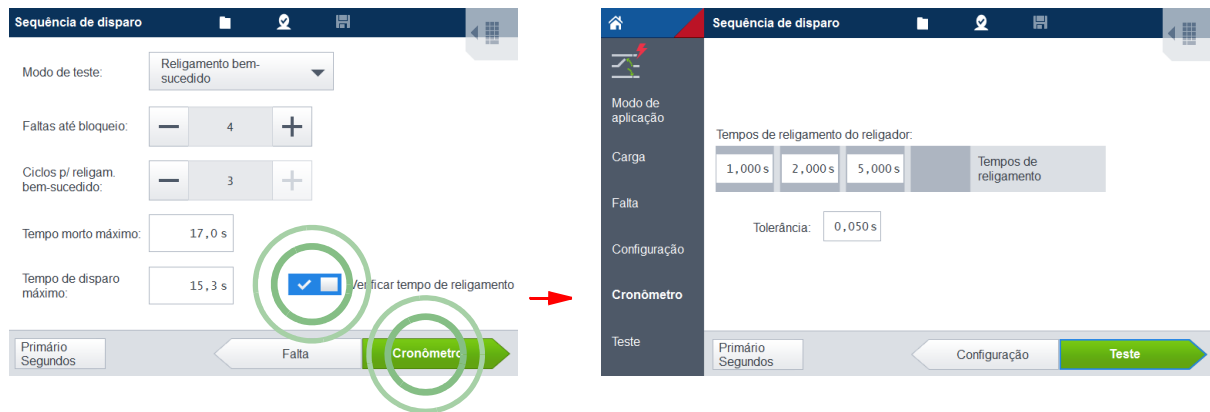 Sequência de disparo
Modo de teste:
Religamento bem-
sucedido
Faltas até bloqueio:
4
Ciclos p/ religam.
bem-sucedido:
3
Tempo morto máximo:
17,0 s
Tempo de disparo
máximo:
15,3 s
Verificar tempo de religamento
Primário
Segundos
Falta
Cronômetro
Sequência de disparo
Modo de
aplicação
Carga
Falta
Configuração
Cronômetro
Teste
Tempos de religamento do religador:
1,000 s
2,000 s
5,000 s
Tempos de
religamento
Tolerância:
0,050 s
Primário
Segundos
Configuração
Teste